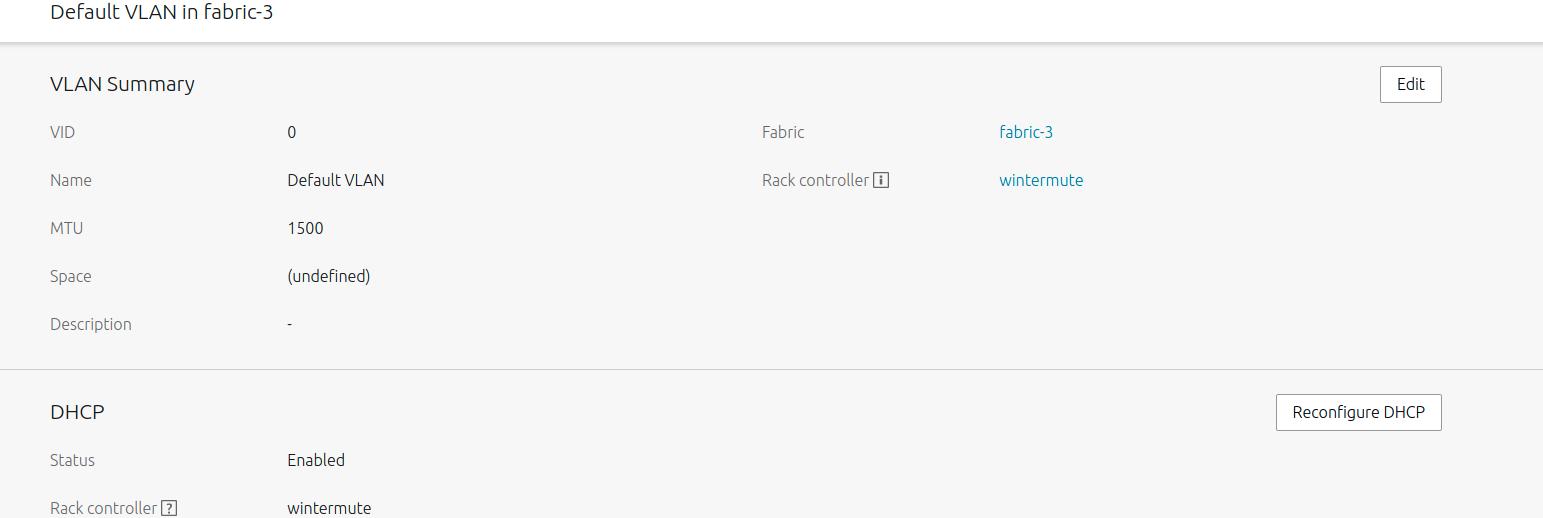 Default VLAN in fabric-3
VLAN Summary
Edit
VID 0
Fabric fabric-3
Name Default VLAN
Rack controller wintermute
MTU 1500
Space (undefined)
Description -
DHCP
Reconfigure DHCP
Status Enabled
Rack controller wintermute